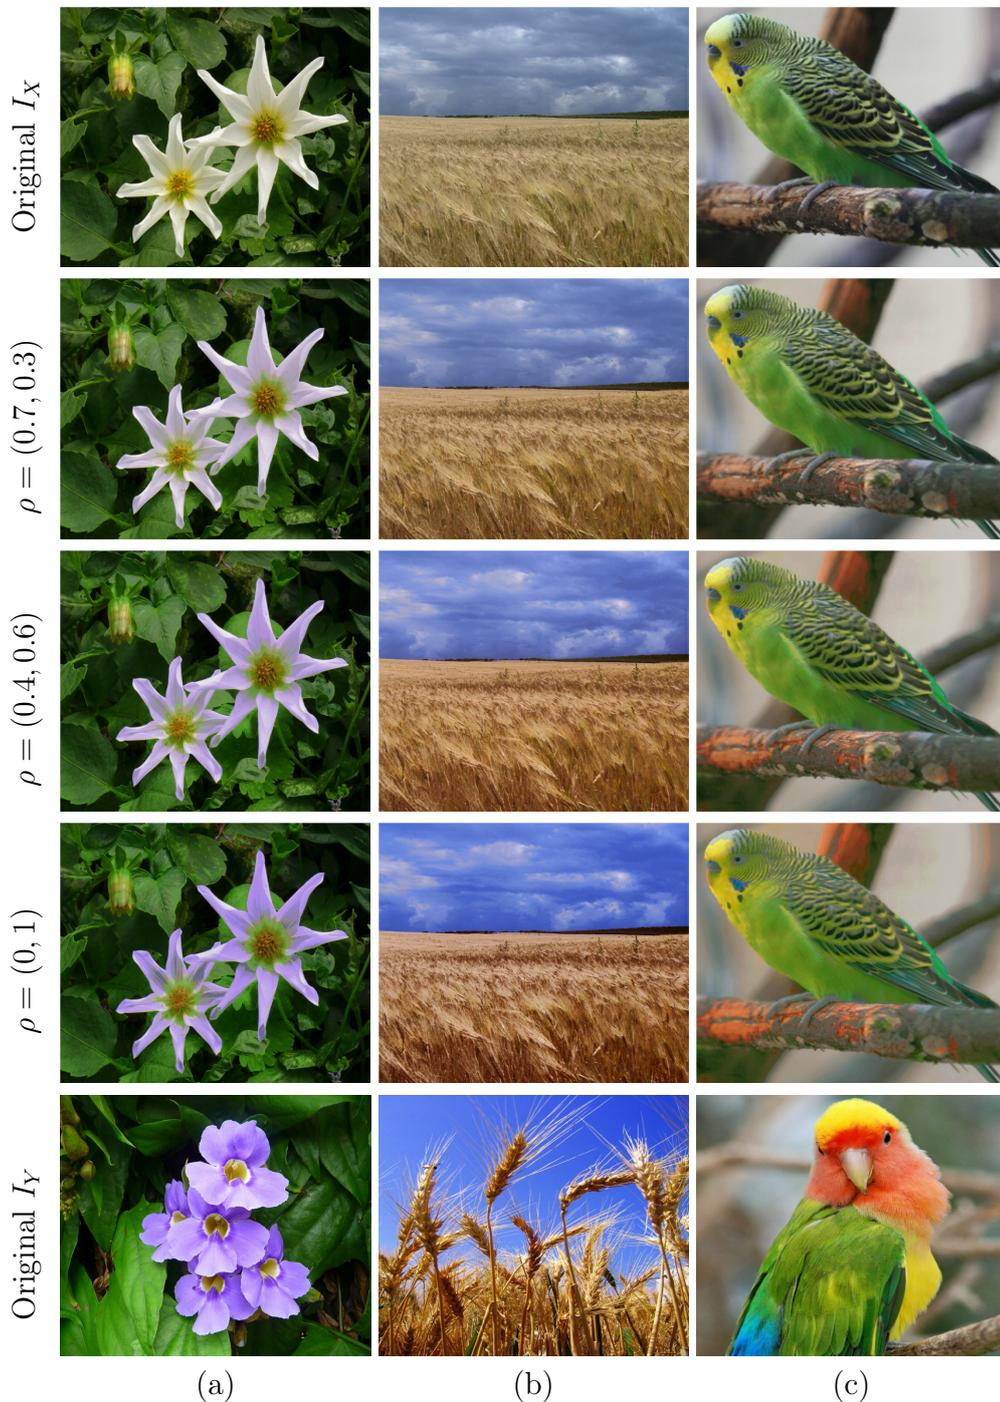 Original I_X
ρ = (0.7, 0.3)
ρ = (0.4, 0.6)
ρ = (0, 1)
Original I_Y
(a) (b) (c)